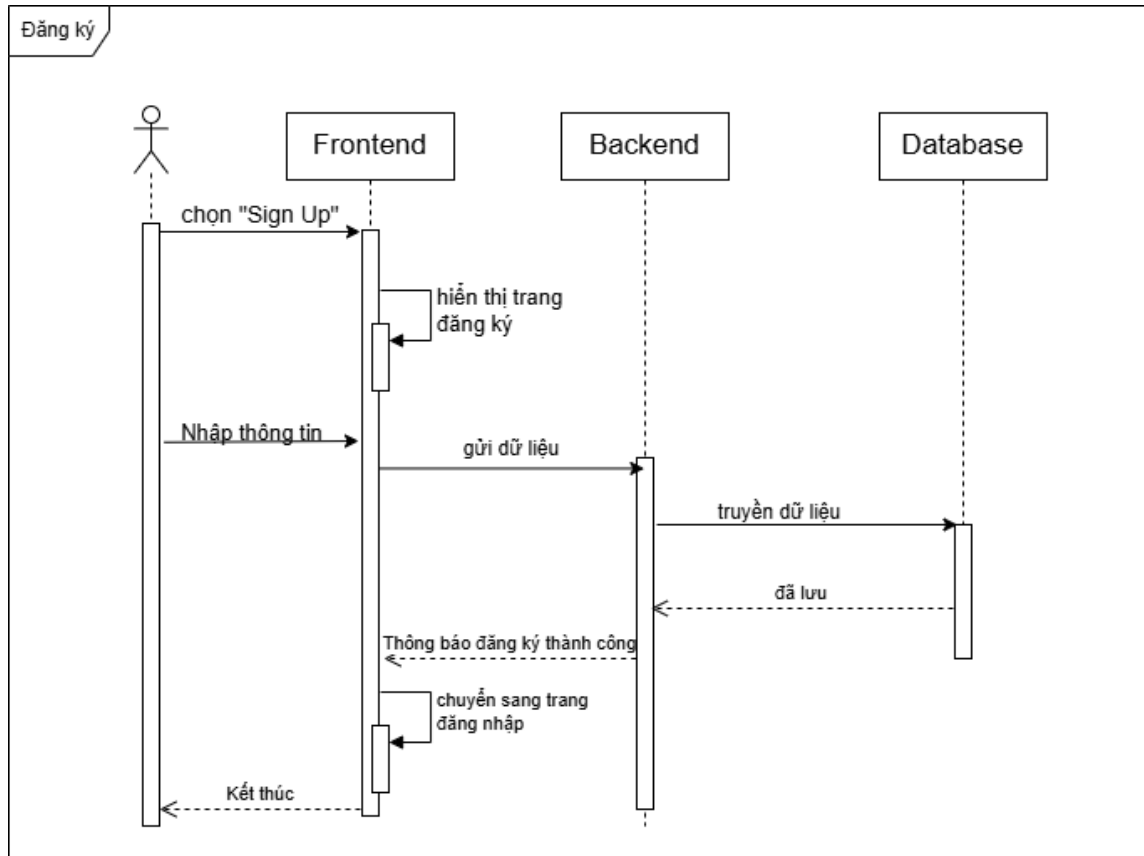 Đăng ký
Frontend
Backend
Database
chọn "Sign Up"
hiển thị trang
đăng ký
Nhập thông tin
gửi dữ liệu
truyền dữ liệu
đã lưu
Thông báo đăng ký thành công
chuyển sang trang
đăng nhập
Kết thúc